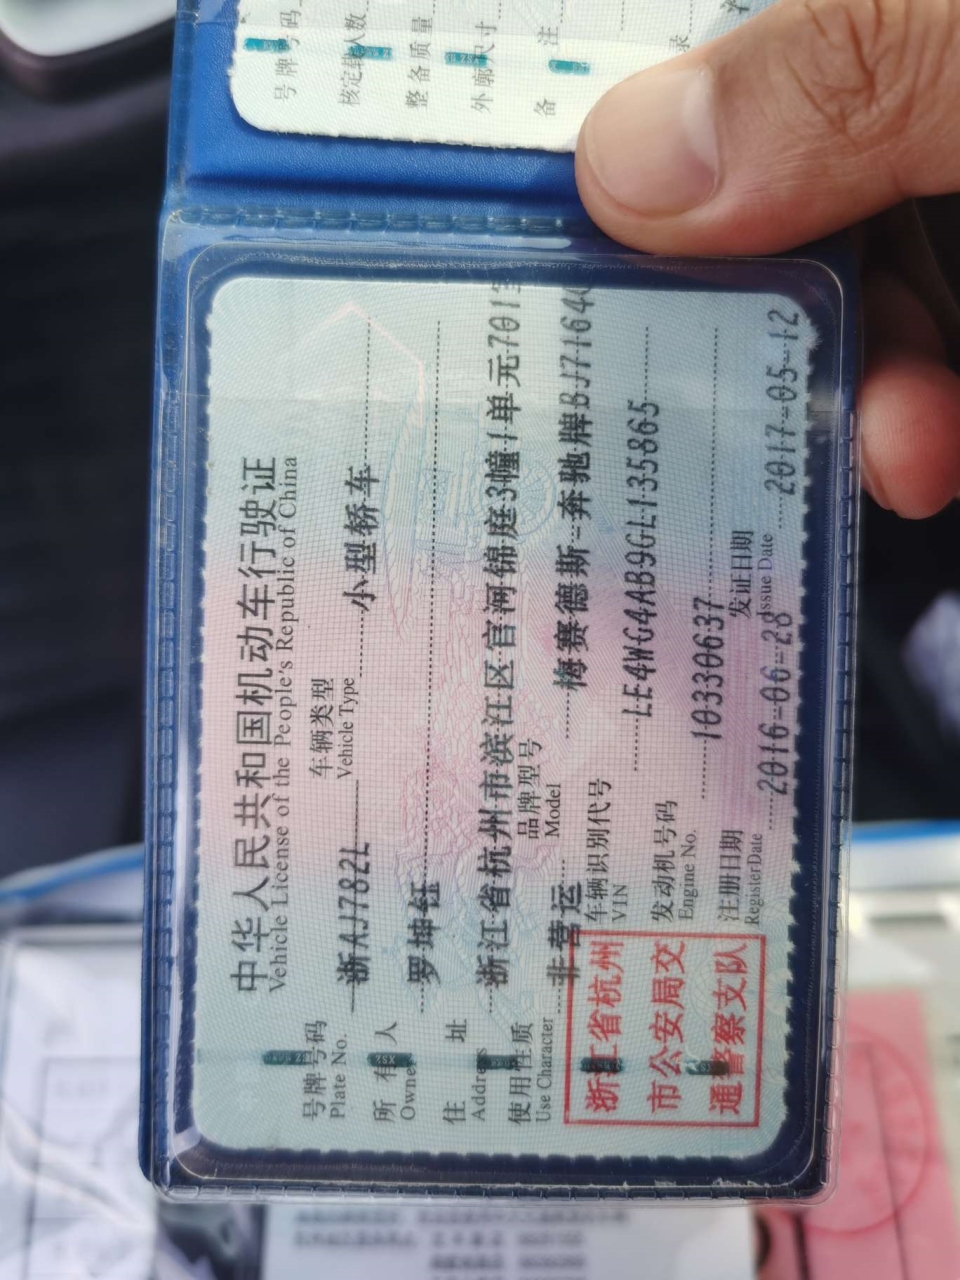 号牌号码
核定载人数
整备质量
外廓尺寸
备 注
录
中华人民共和国机动车行驶证
Vehicle License of the People's Republic of China
号牌号码 浙AJ782L 车辆类型 小型轿车
Plate No. Vehicle Type
所有人 罗坤钰
Owner
住 址 浙江省杭州市滨江区官河锦庭3幢1单元701
Address
使用性质 非营运 品牌型号 梅赛德斯-奔驰牌BJ7164
Use Character Model
车辆识别代号 LE4WG4AB9GL135865
VIN
发动机号码 10330637
Engine No.
注册日期 2016-06-28 发证日期 2017-05-12
RegisterDate Issue Date
浙江省杭州
市公安局交
通警察支队